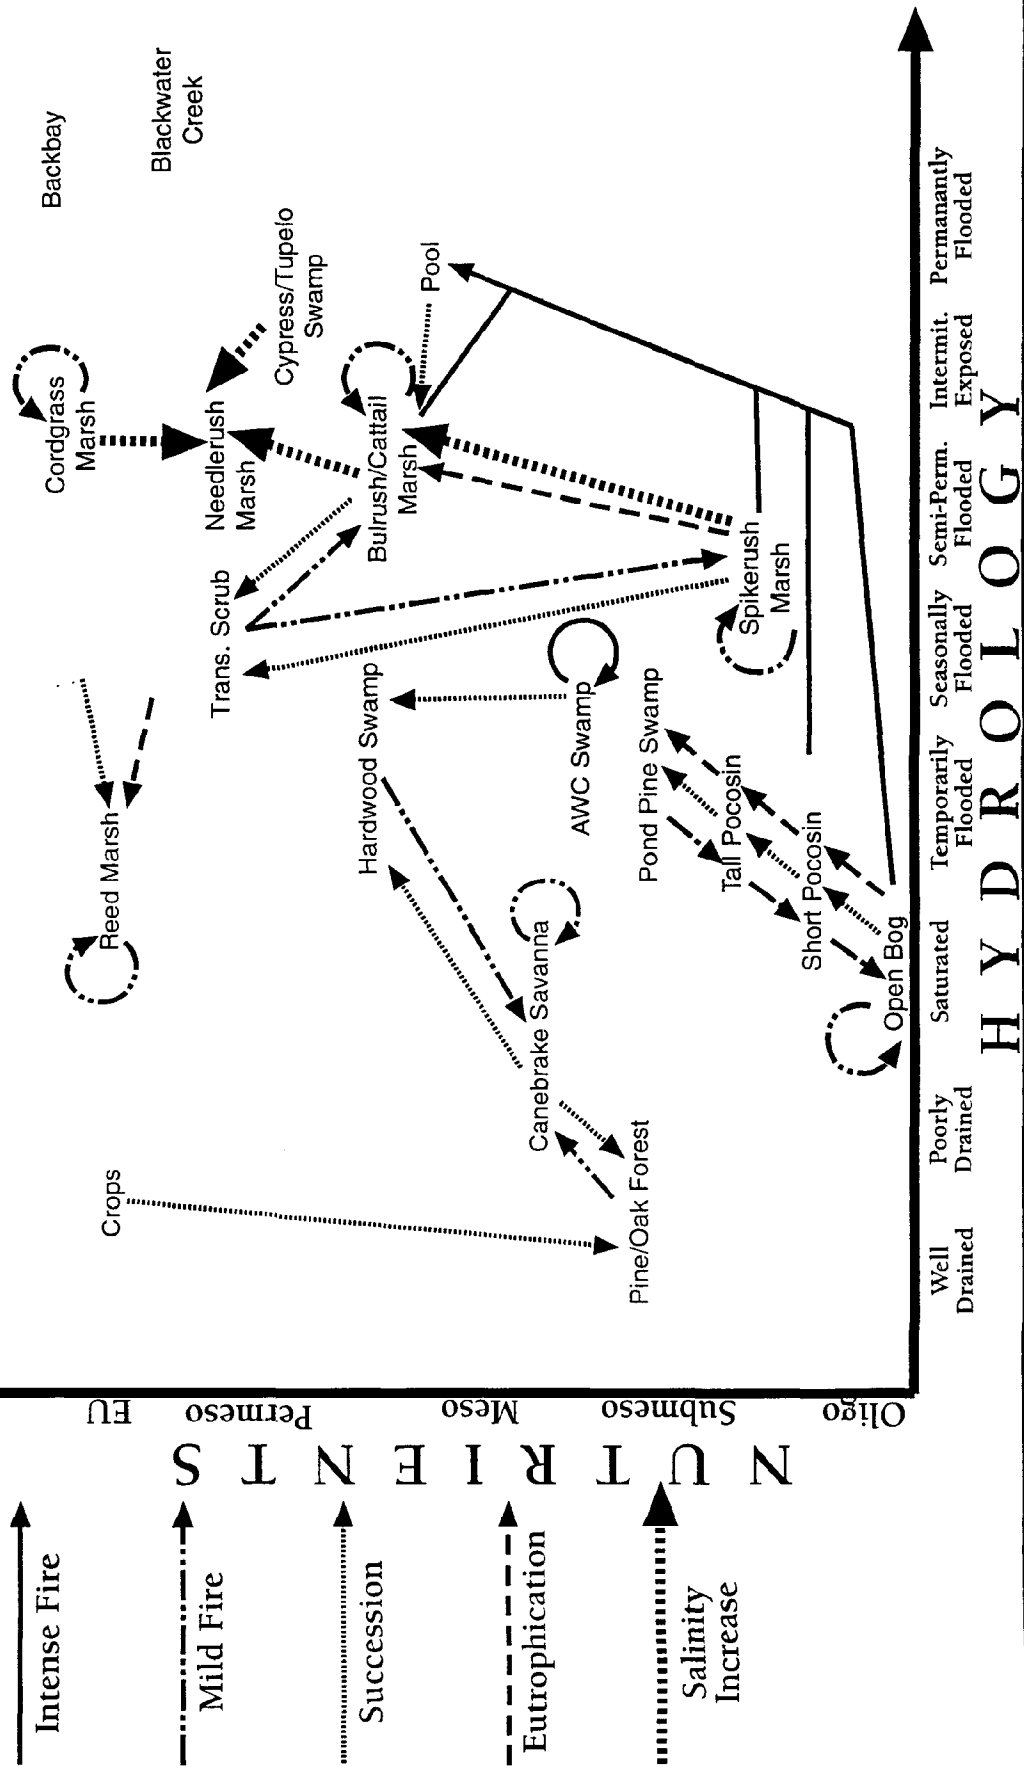 Intense Fire
Mild Fire
Succession
Eutrophication
Salinity
Increase
NUTRIENTS
EU
Permeso
Meso
Submeso
Oligo
Backbay
Blackwater
Creek
Cordgrass
Marsh
Needlerush
Marsh
Cypress/Tupelo
Swamp
Pool
Bulrush/Cattail
Marsh
Trans. Scrub
Reed Marsh
Crops
Hardwood Swamp
Canebrake Savanna
AWC Swamp
Pine/Oak Forest
Pond Pine Swamp
Tall Pocosin
Spikerush
Marsh
Short Pocosin
Open Bog
Well
Drained
Poorly
Drained
Saturated
Temporarily
Flooded
Seasonally
Flooded
Semi-Perm.
Flooded
Intermit.
Exposed
Permanantly
Flooded
HYDROLOGY